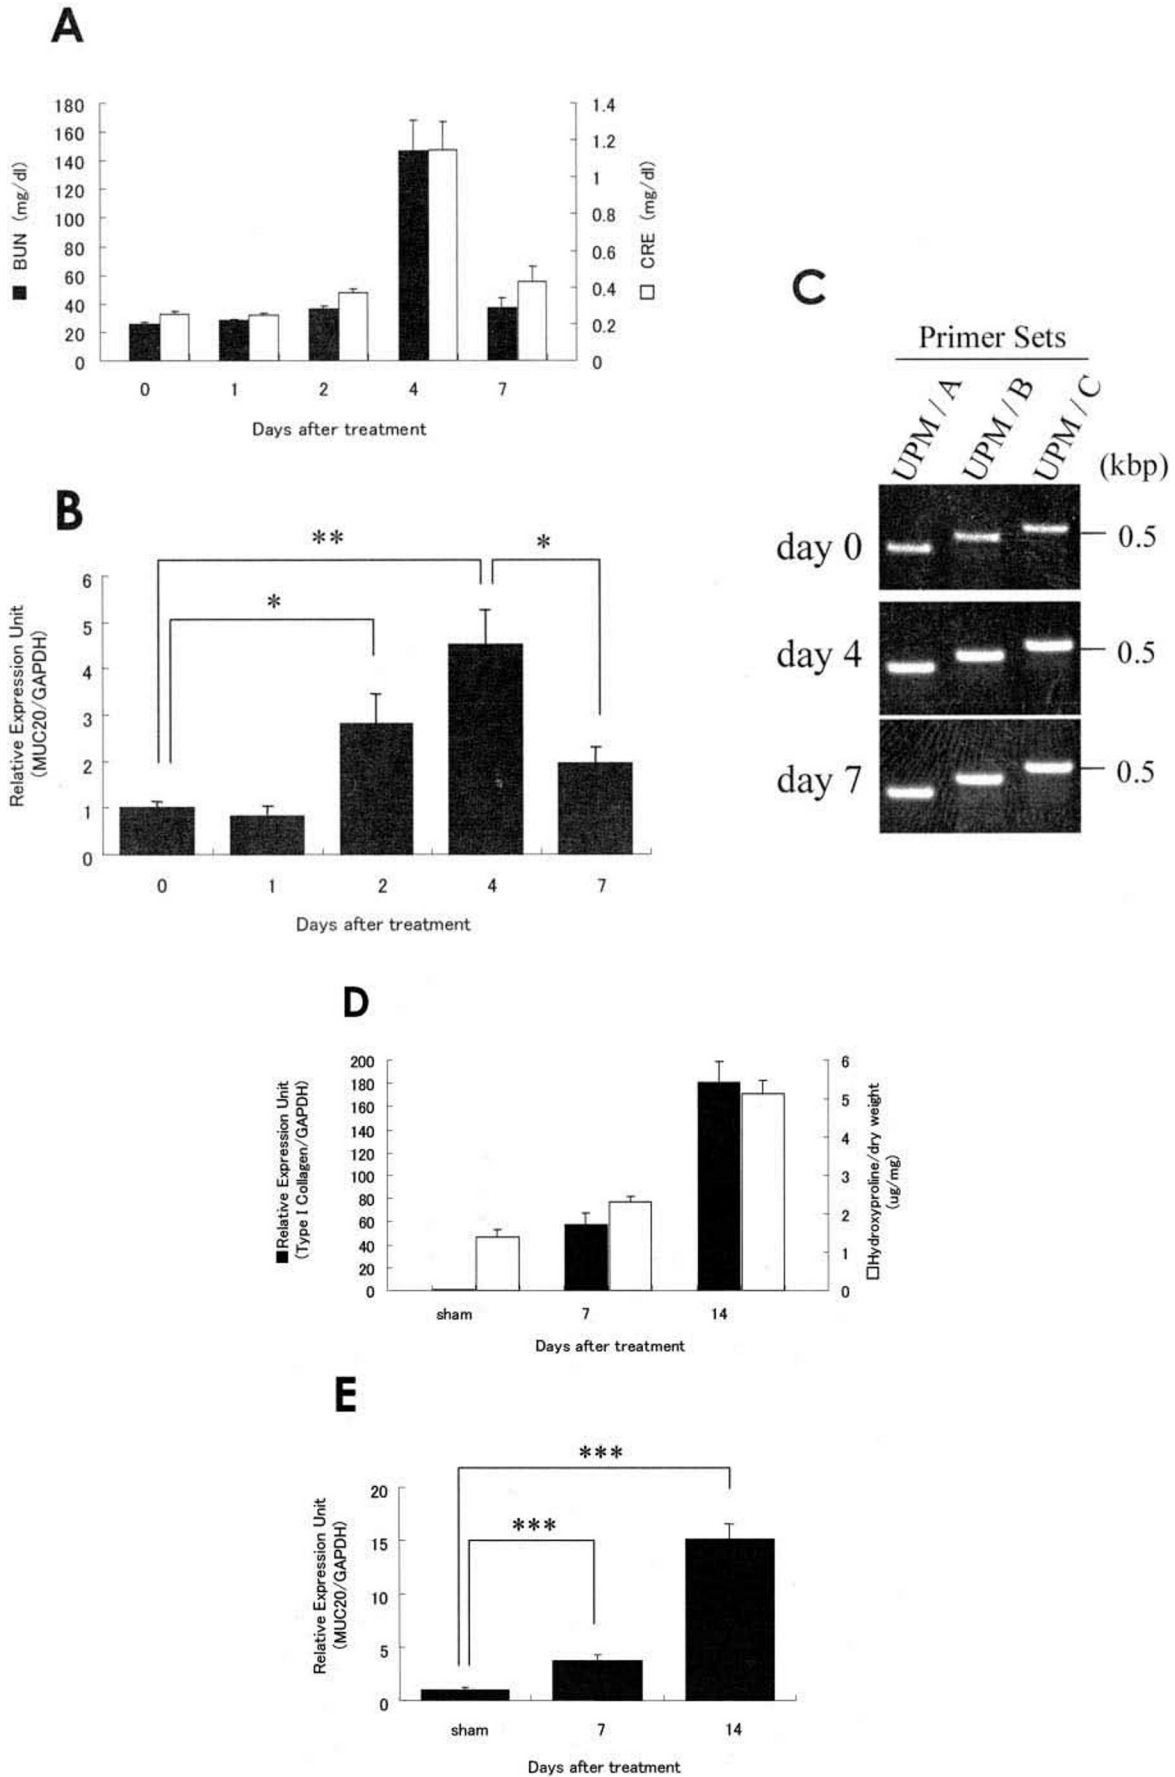 A
180
160
140
120
100
80
60
40
20
0
■ BUN (mg/dl)
1.4
1.2
1
0.8
0.6
0.4
0.2
0
□ CRE (mg/dl)
0 1 2 4 7
Days after treatment
B
** *
*
6
5
4
3
2
1
0
Relative Expression Unit
(MUC20/GAPDH)
0 1 2 4 7
Days after treatment
C
Primer Sets
UPM / A UPM / B UPM / C
(kbp)
day 0 0.5
day 4 0.5
day 7 0.5
D
200
180
160
140
120
100
80
60
40
20
0
■Relative Expression Unit
(Type I Collagen/GAPDH)
6
5
4
3
2
1
0
□Hydroxyproline/dry weight
(ug/mg)
sham 7 14
Days after treatment
E
***
***
20
15
10
5
0
Relative Expression Unit
(MUC20/GAPDH)
sham 7 14
Days after treatment